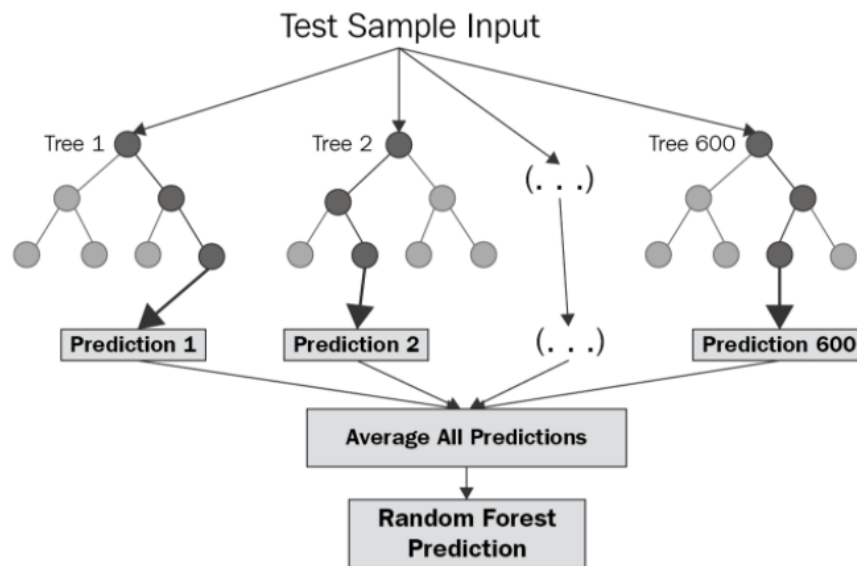 Test Sample Input
Tree 1
Tree 2
Tree 600
(. . .)
Prediction 1
Prediction 2
(. . .)
Prediction 600
Average All Predictions
Random Forest
Prediction